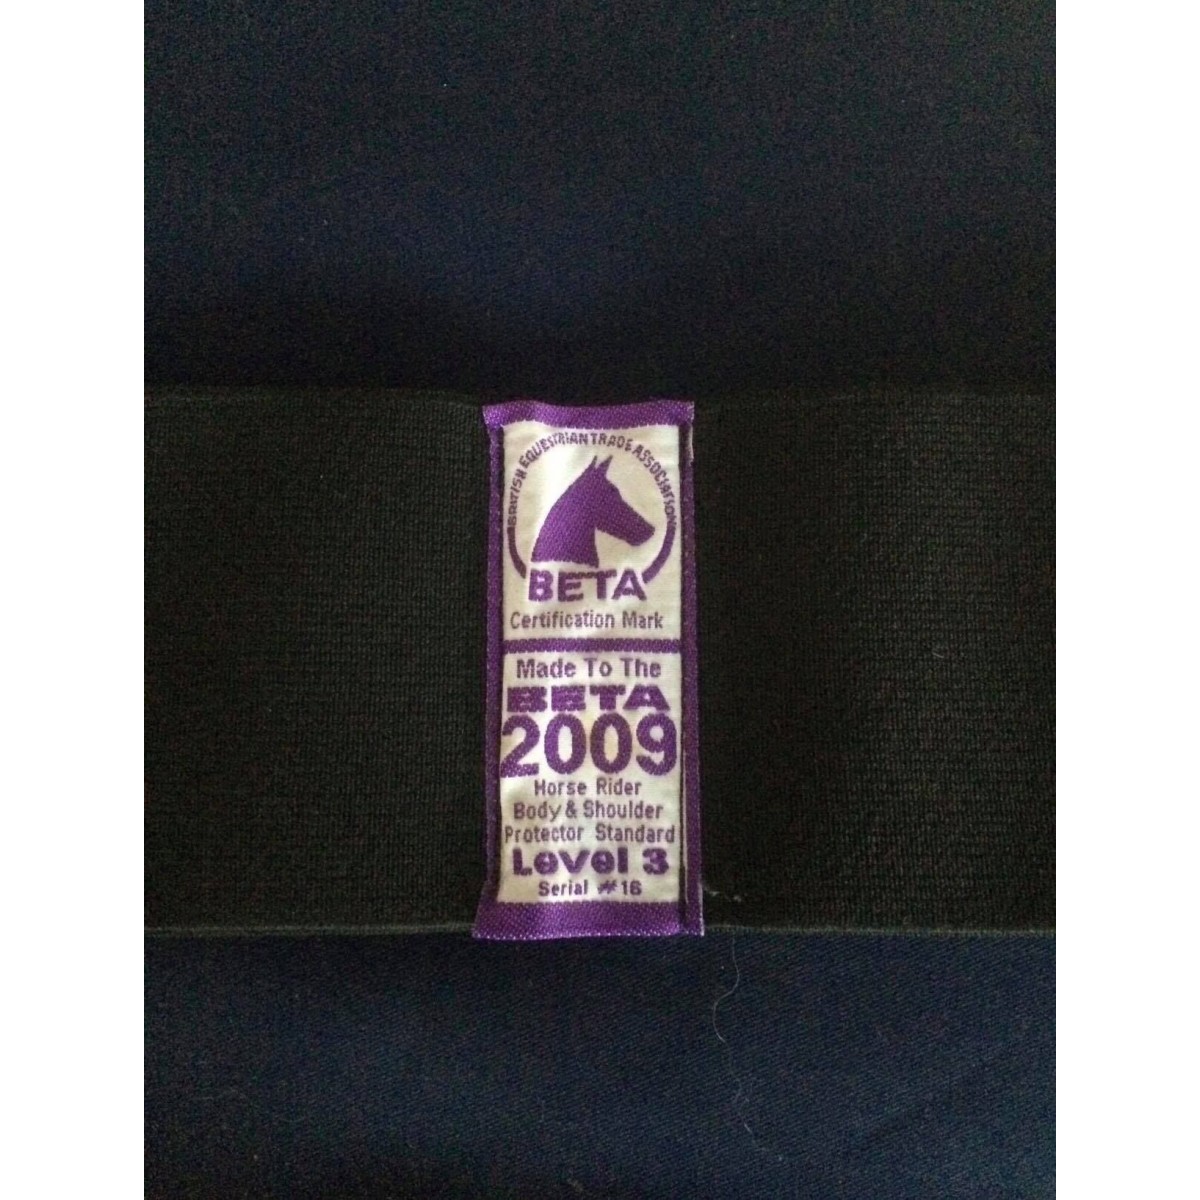 BRITISH EQUESTRIAN TRADE ASSOCIATION
BETA
Certification Mark
Made To The
BETA
2009
Horse Rider
Body & Shoulder
Protector Standard
Level 3
Serial #16